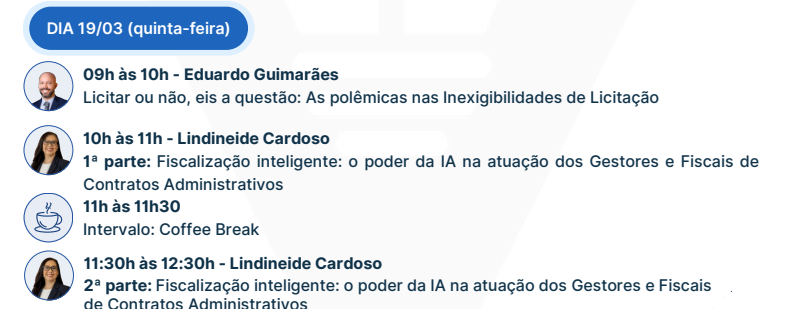 DIA 19/03 (quinta-feira)
09h às 10h - Eduardo Guimarães
Licitar ou não, eis a questão: As polêmicas nas Inexigibilidades de Licitação
10h às 11h - Lindineide Cardoso
1ª parte: Fiscalização inteligente: o poder da IA na atuação dos Gestores e Fiscais de
Contratos Administrativos
11h às 11h30
Intervalo: Coffee Break
11:30h às 12:30h - Lindineide Cardoso
2ª parte: Fiscalização inteligente: o poder da IA na atuação dos Gestores e Fiscais
de Contratos Administrativos